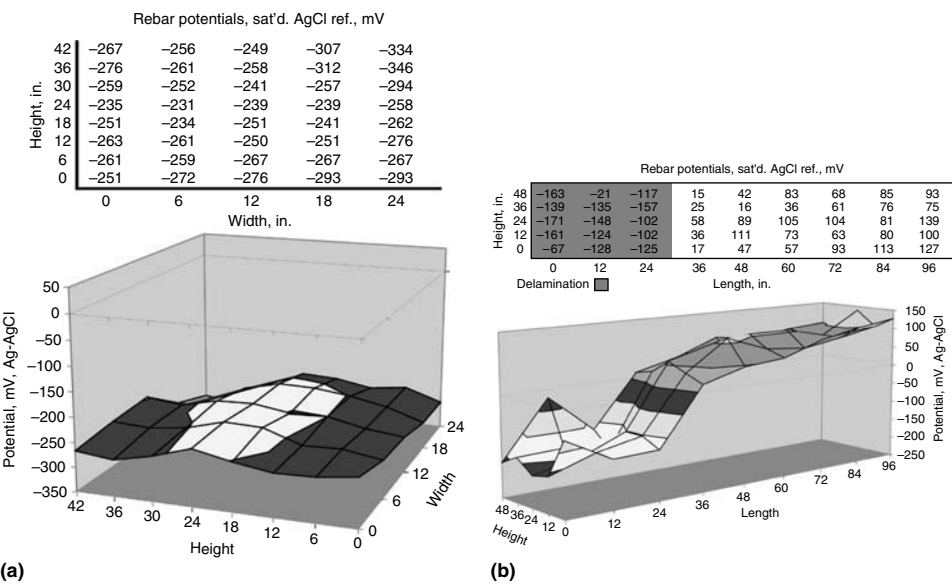 Rebar potentials, sat'd. AgCl ref., mV
42 –267 –256 –249 –307 –334
36 –276 –261 –258 –312 –346
30 –259 –252 –241 –257 –294
24 –235 –231 –239 –239 –258
18 –251 –234 –251 –241 –262
12 –263 –261 –250 –251 –276
6 –261 –259 –267 –267 –267
0 –251 –272 –276 –293 –293
Height, in.
0 6 12 18 24
Width, in.
50
0
–50
–100
–150
–200
–250
–300
–350
Potential, mV, Ag-AgCl
42 36 30 24 18 12 6 0
Height
0 6 12 18 24
Width
(a)
Rebar potentials, sat'd. AgCl ref., mV
48 –163 –21 –117 15 42 83 68 85 93
36 –139 –135 –157 25 16 36 61 76 75
24 –171 –148 –102 58 89 105 104 81 139
12 –161 –124 –102 36 111 73 63 80 100
0 –67 –128 –125 17 47 57 93 113 127
Height, in.
0 12 24 36 48 60 72 84 96
Delamination Length, in.
150
100
50
0
–50
–100
–150
–200
–250
Potential, mV, Ag-AgCl
48 36 24 12 0
Height
12 24 36 48 60 72 84 96
Length
(b)